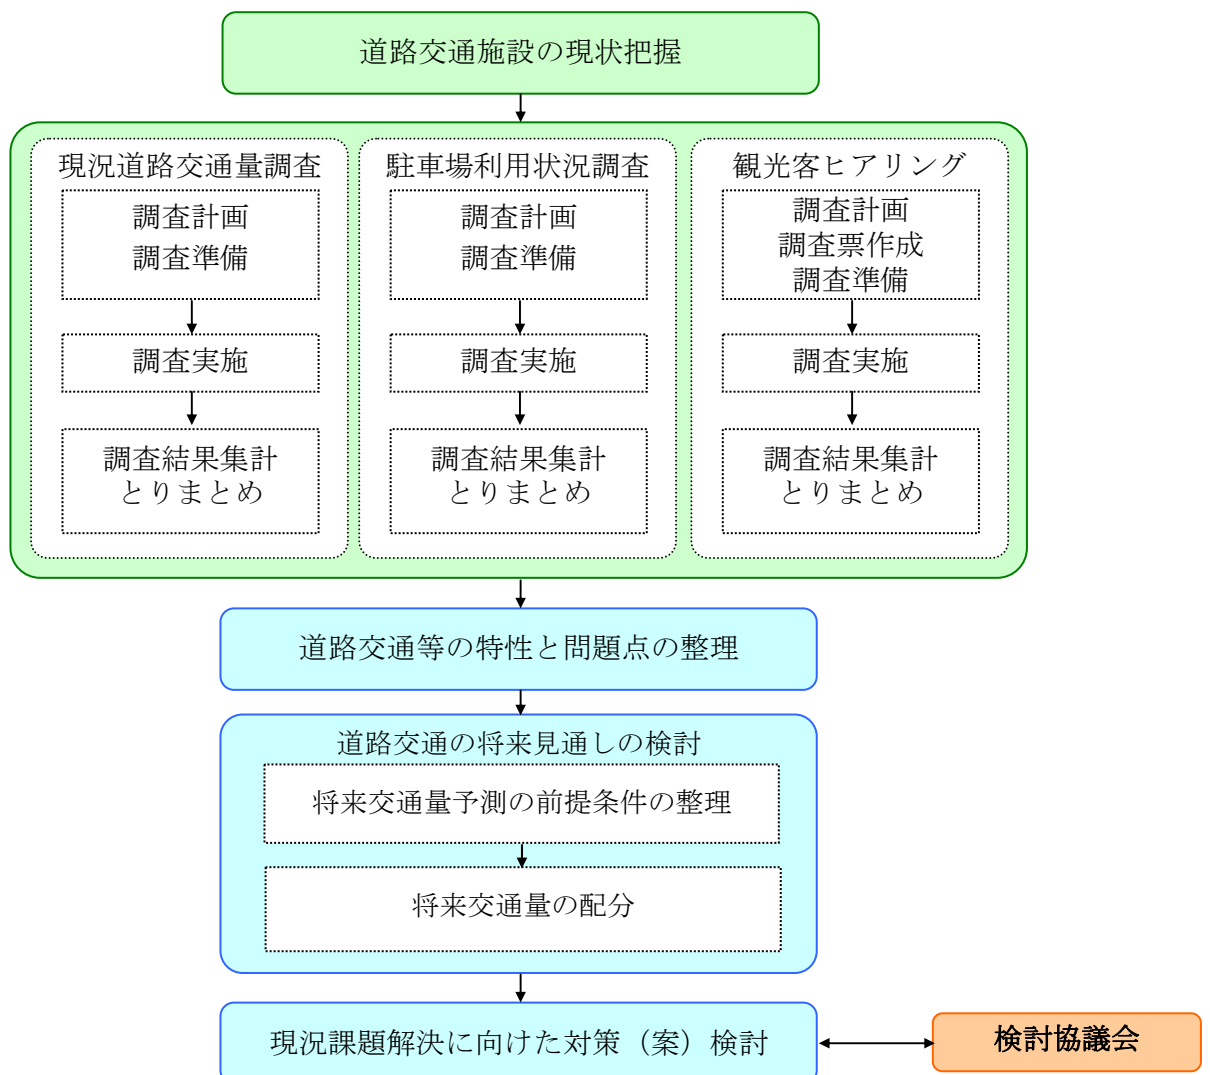 道路交通施設の現状把握
現況道路交通量調査
調査計画
調査準備
調査実施
調査結果集計
とりまとめ
駐車場利用状況調査
調査計画
調査準備
調査実施
調査結果集計
とりまとめ
観光客ヒアリング
調査計画
調査票作成
調査準備
調査実施
調査結果集計
とりまとめ
道路交通等の特性と問題点の整理
道路交通の将来見通しの検討
将来交通量予測の前提条件の整理
将来交通量の配分
現況課題解決に向けた対策（案）検討
検討協議会